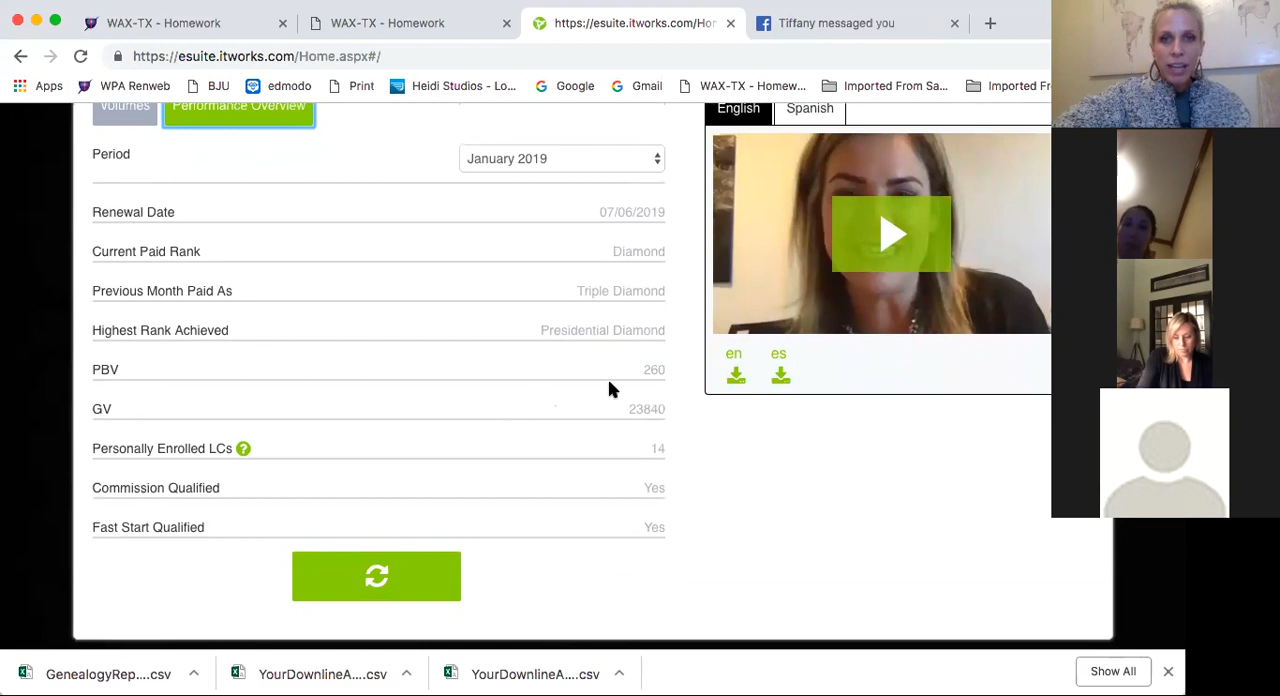 WAX-TX - Homework
WAX-TX - Homework
https://esuite.itworks.com/Hor
Tiffany messaged you
https://esuite.itworks.com/Home.aspx#/
Apps WPA Renweb BJU edmodo Print Heidi Studios - Lo... Google Gmail WAX-TX - Homew... Imported From Sa... Imported Fr
Volumes Performance Overview
English Spanish
Period January 2019
Renewal Date 07/06/2019
Current Paid Rank Diamond
Previous Month Paid As Triple Diamond
Highest Rank Achieved Presidential Diamond
PBV 260
GV 23840
Personally Enrolled LCs ? 14
Commission Qualified Yes
Fast Start Qualified Yes
en es
GenealogyRep....csv YourDownlineA....csv YourDownlineA....csv Show All